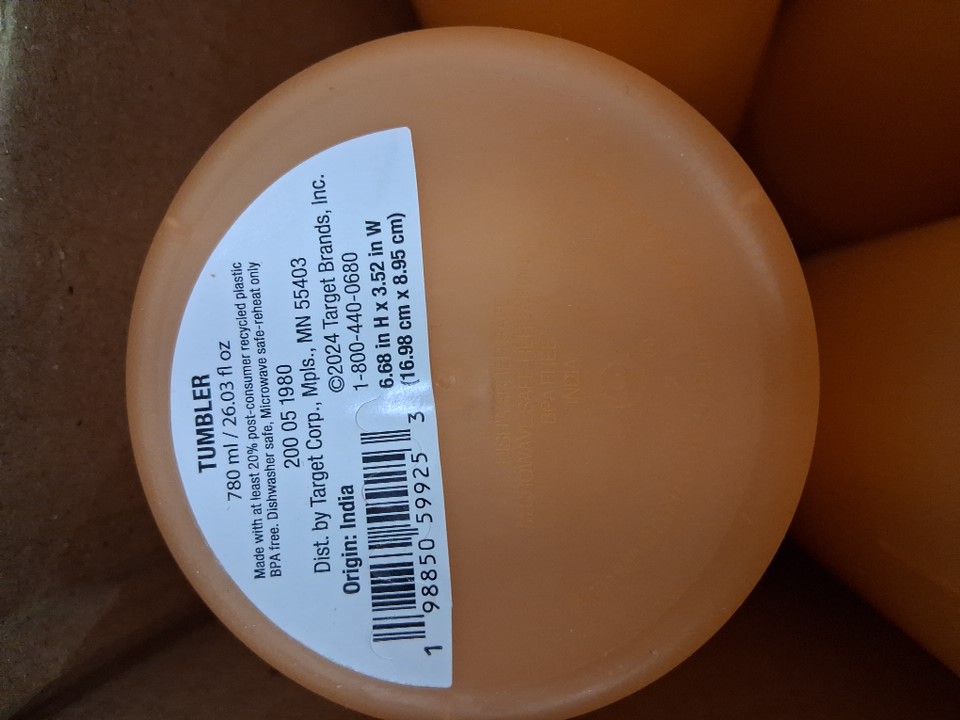 TUMBLER
780 ml / 26.03 fl oz
Made with at least 20% post-consumer recycled plastic
BPA free. Dishwasher safe, Microwave safe-reheat only
200 05 1980
Dist. by Target Corp., Mpls., MN 55403
©2024 Target Brands, Inc.
1-800-440-0680
Origin: India
6.68 in H x 3.52 in W
(16.98 cm x 8.95 cm)
1 98850 59925 3